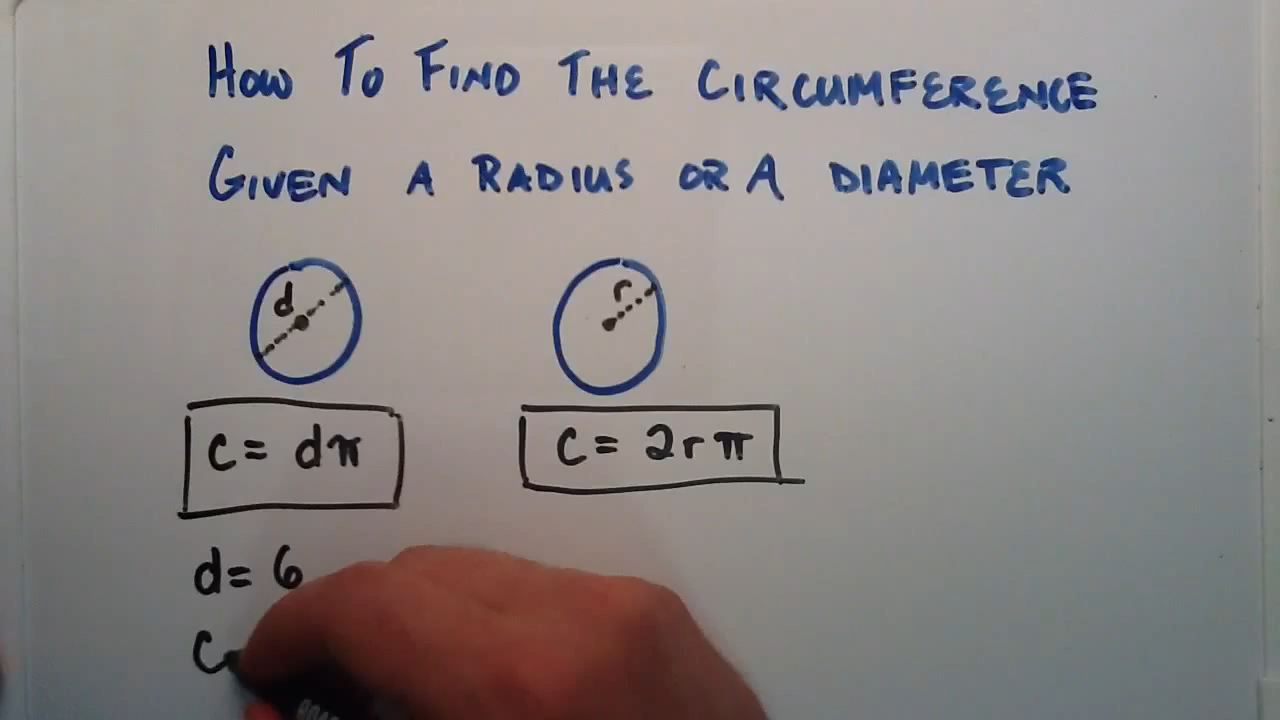 HOW TO FIND THE CIRCUMFERENCE
GIVEN A RADIUS OR A DIAMETER
d r
C = dπ C = 2rπ
d = 6
C